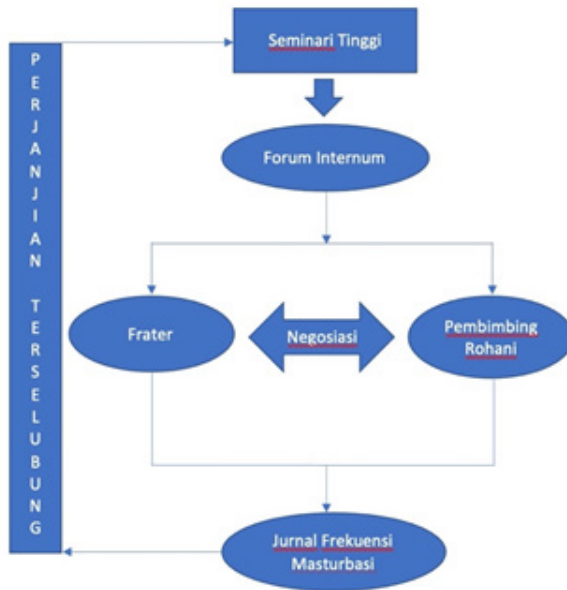 Seminari Tinggi
Forum Internum
Frater
Negosiasi
Pembimbing
Rohani
Jurnal Frekuensi
Masturbasi
PERJANJIAN TERSELUBUNG